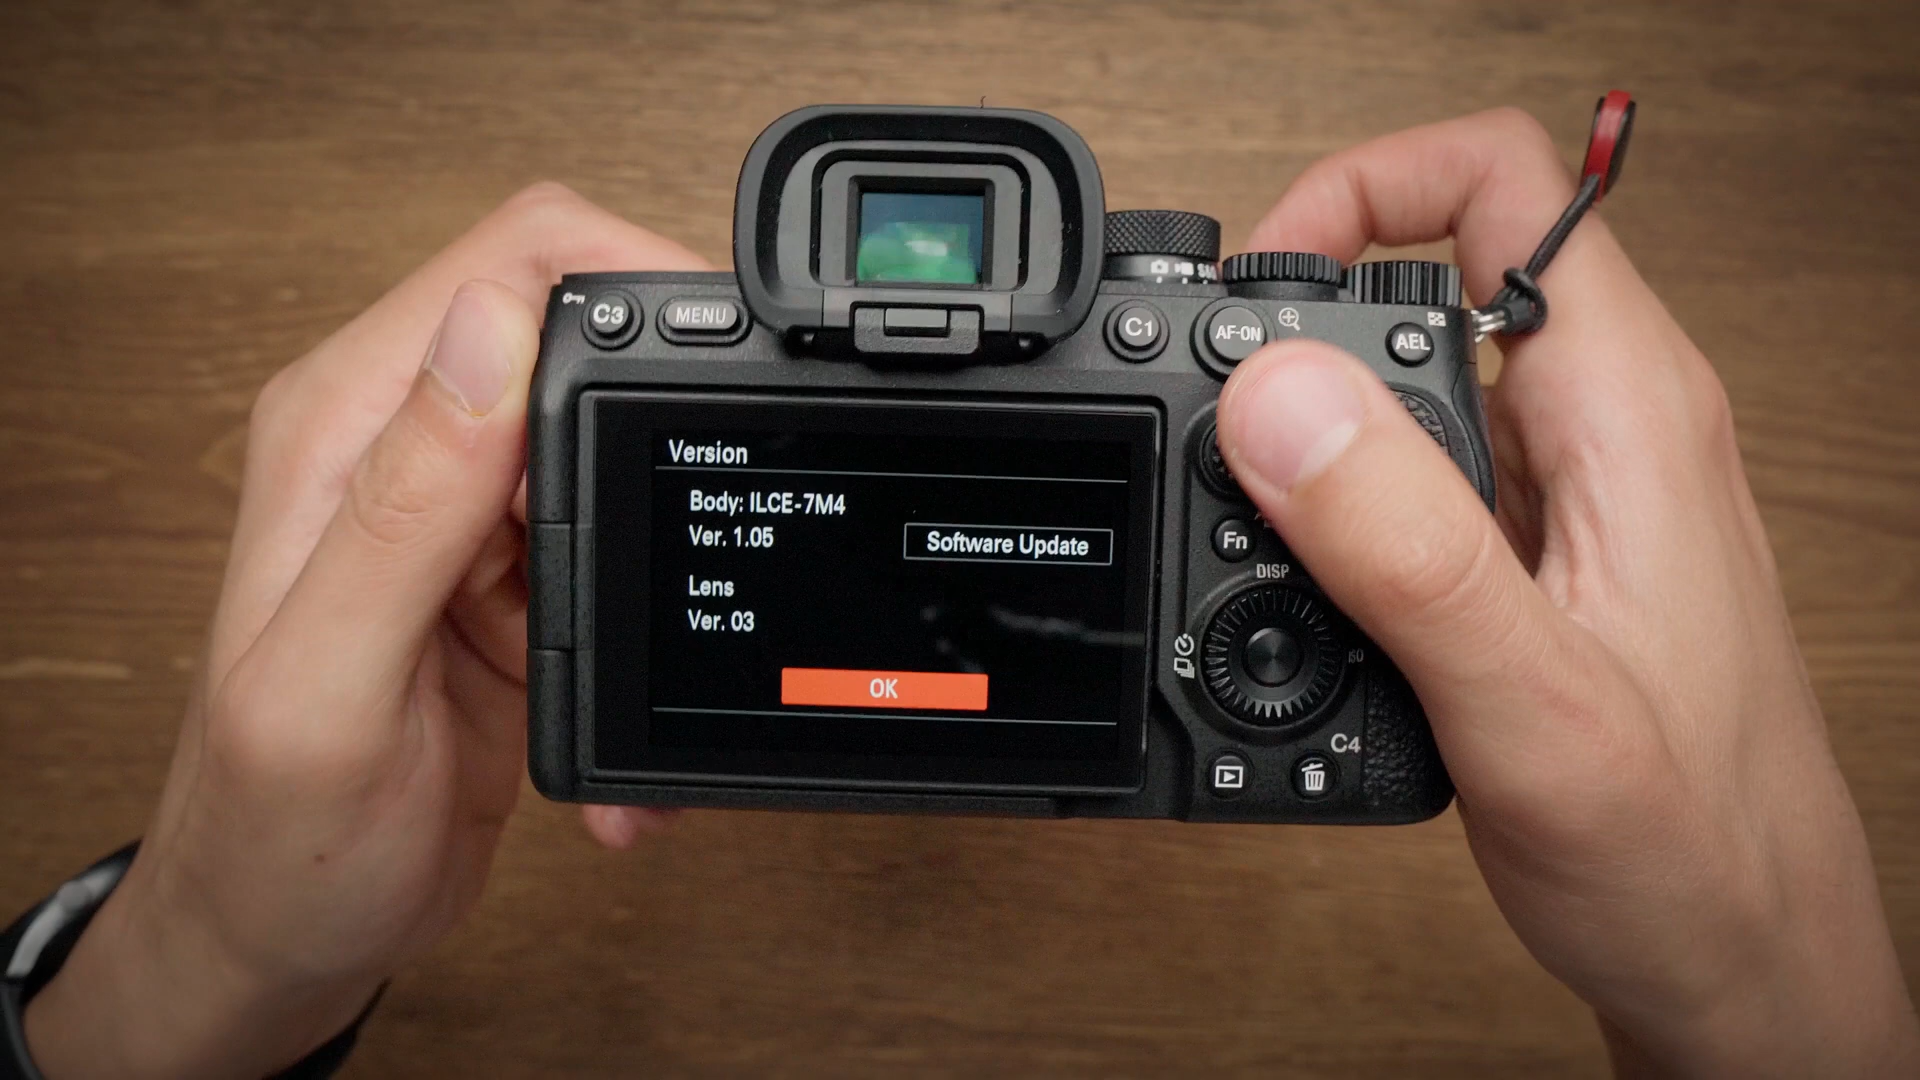 C3
MENU
C1
AF-ON
AEL
Version
Body: ILCE-7M4
Ver. 1.05
Software Update
Lens
Ver. 03
OK
Fn
DISP
ISO
C4